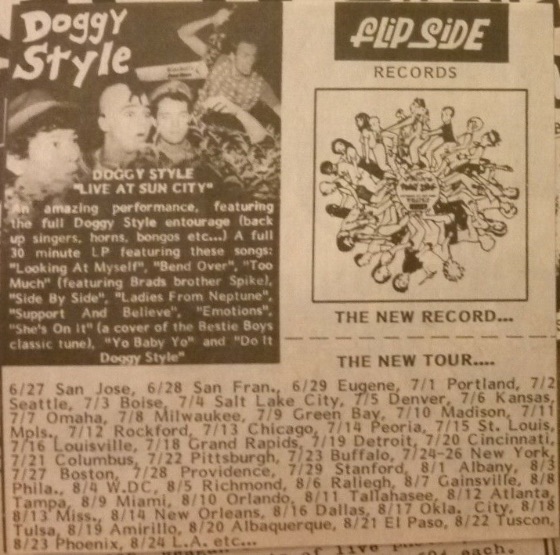 Doggy
Style
DOGGY STYLE
"LIVE AT SUN CITY"
An amazing performance, featuring
the full Doggy Style entourage (back
up singers, horns, bongos etc...) A full
30 minute LP featuring these songs:
"Looking At Myself", "Bend Over", "Too
Much" (featuring Brads brother Spike),
"Side By Side", "Ladies From Neptune",
"Support And Believe", "Emotions",
"She's On It" (a cover of the Bestie Boys
classic tune), "Yo Baby Yo" and "Do It
Doggy Style"
FLIP SIDE
RECORDS
THE NEW RECORD...
THE NEW TOUR....
6/27 San Jose, 6/28 San Fran., 6/29 Eugene, 7/1 Portland, 7/2
Seattle, 7/3 Boise, 7/4 Salt Lake City, 7/5 Denver, 7/6 Kansas,
7/7 Omaha, 7/8 Milwaukee, 7/9 Green Bay, 7/10 Madison, 7/11
Mpls., 7/12 Rockford, 7/13 Chicago, 7/14 Peoria, 7/15 St. Louis,
7/16 Louisville, 7/18 Grand Rapids, 7/19 Detroit, 7/20 Cincinnati,
7/21 Columbus, 7/22 Pittsburgh, 7/23 Buffalo, 7/24-26 New York,
7/27 Boston, 7/28 Providence, 7/29 Stanford, 8/1 Albany, 8/3
Phila., 8/4 W.DC, 8/5 Richmond, 8/6 Raliegh, 8/7 Gainsville, 8/8
Tampa, 8/9 Miami, 8/10 Orlando, 8/11 Tallahasee, 8/12 Atlanta,
8/13 Miss., 8/14 New Orleans, 8/16 Dallas, 8/17 Okla. City, 8/18
Tulsa, 8/19 Amirillo, 8/20 Albaquerque, 8/21 El Paso, 8/22 Tuscon,
8/23 Phoenix, 8/24 L.A. etc...